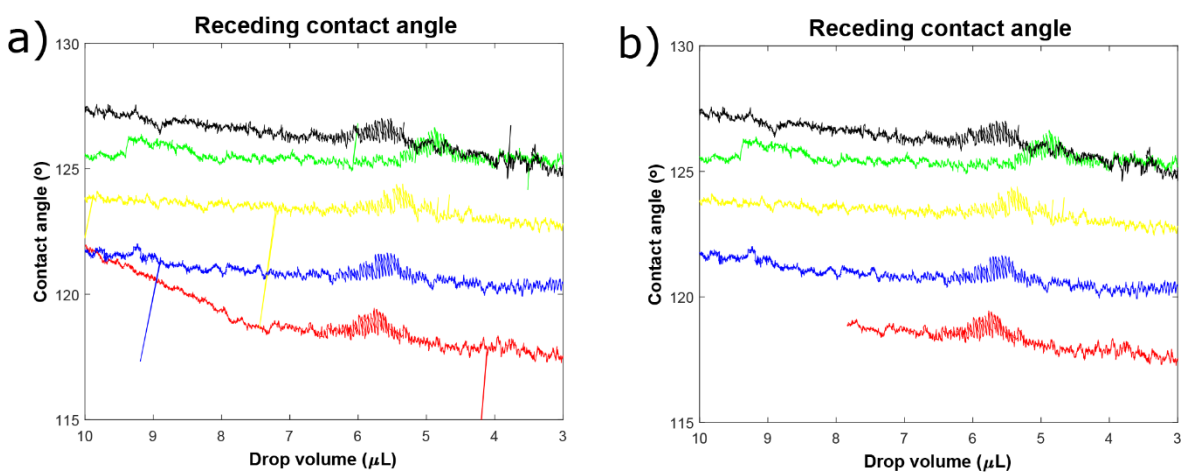 a)
Receding contact angle
130
125
120
115
Contact angle (º)
10 9 8 7 6 5 4 3
Drop volume (μL)
b)
Receding contact angle
130
125
120
115
Contact angle (º)
10 9 8 7 6 5 4 3
Drop volume (μL)